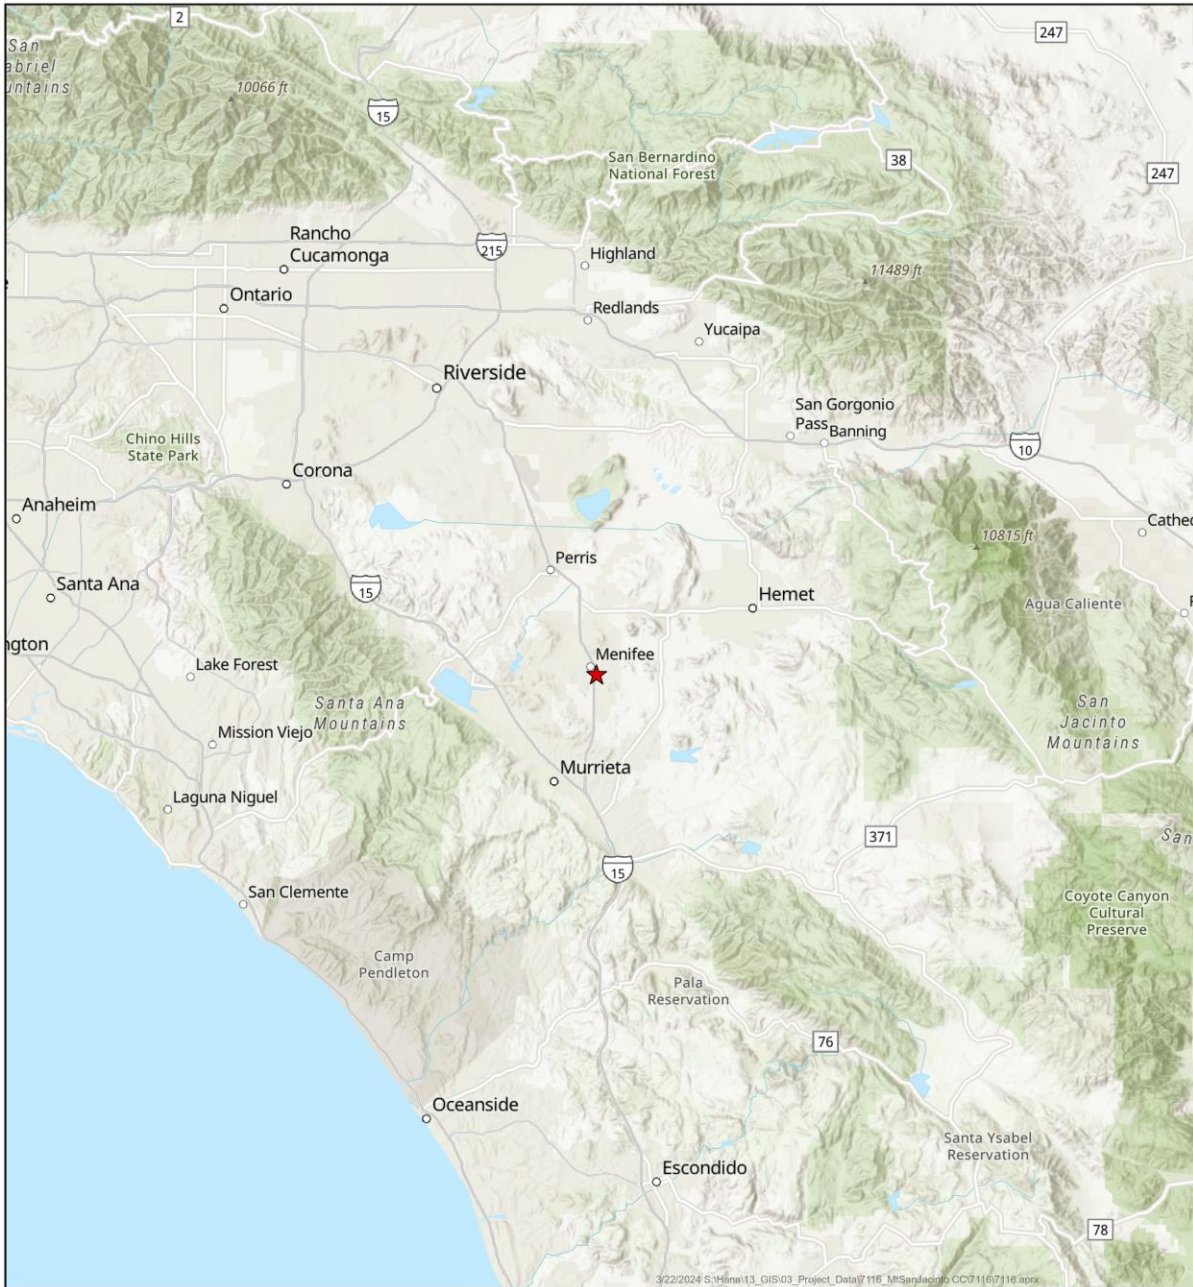 2
247
San
abriel
untains
10066 ft
15
San Bernardino
National Forest
38
247
Rancho
Cucamonga
215
Highland
11489 ft
Ontario
Redlands
Yucaipa
Riverside
San Gorgonio
Pass
Banning
Chino Hills
State Park
10
Corona
Anaheim
Cathed
10815 ft
Perris
Santa Ana
15
Hemet
Agua Caliente
ngton
Menifee
Lake Forest
Santa Ana
Mountains
San
Jacinto
Mountains
Mission Viejo
Murrieta
Laguna Niguel
371
San
15
San Clemente
Coyote Canyon
Cultural
Preserve
Camp
Pendleton
Pala
Reservation
76
Oceanside
Santa Ysabel
Reservation
Escondido
78
3/22/2024 S:\Hana\13_GIS\03_Project_Data\7116_MtSanJacinto CC\7116\7116.aprx